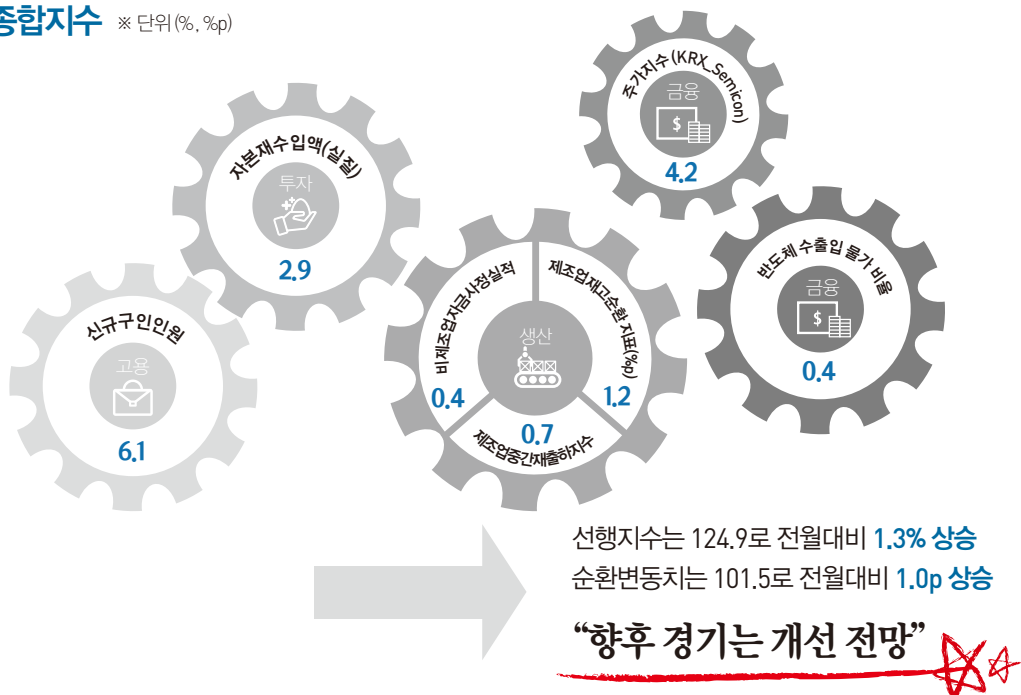 종합지수 ※ 단위(%, %p)
주가지수(KRX_Semicon)
금융
$
4.2
자본재수입액(실질)
투자
2.9
반도체 수출입 물가 비율
금융
$
0.4
신규구인인원
고용
6.1
비제조업자금사정실적
0.4
제조업재고순환지표(%p)
1.2
생산
0.7
제조업중간재출하지수
선행지수는 124.9로 전월대비 1.3% 상승
순환변동치는 101.5로 전월대비 1.0p 상승
“향후 경기는 개선 전망”